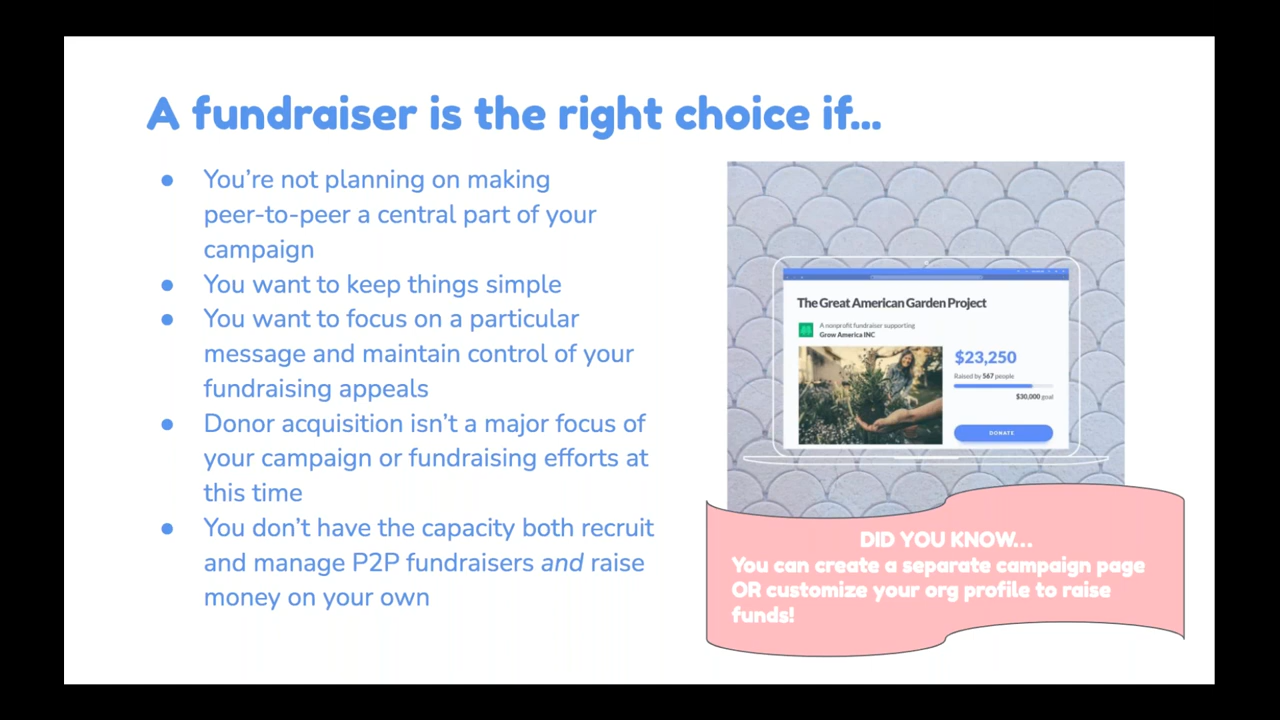 A fundraiser is the right choice if...
● You're not planning on making
peer-to-peer a central part of your
campaign
● You want to keep things simple
● You want to focus on a particular
message and maintain control of your
fundraising appeals
● Donor acquisition isn't a major focus of
your campaign or fundraising efforts at
this time
● You don't have the capacity both recruit
and manage P2P fundraisers and raise
money on your own
The Great American Garden Project
A nonprofit fundraiser supporting
Grow America INC
$23,250
Raised by 567 people
$30,000 goal
DONATE
DID YOU KNOW...
You can create a separate campaign page
OR customize your org profile to raise
funds!